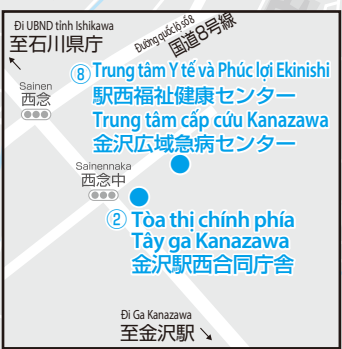 Đi UBND tỉnh Ishikawa
至石川県庁
Đường quốc lộ số 8
国道8号線
⑧ Trung tâm Y tế và Phúc lợi Ekinishi
駅西福祉健康センター
Trung tâm cấp cứu Kanazawa
金沢広域急病センター
Sainen
西念
Sainennaka
西念中
② Tòa thị chính phía
Tây ga Kanazawa
金沢駅西合同庁舎
Đi Ga Kanazawa
至金沢駅